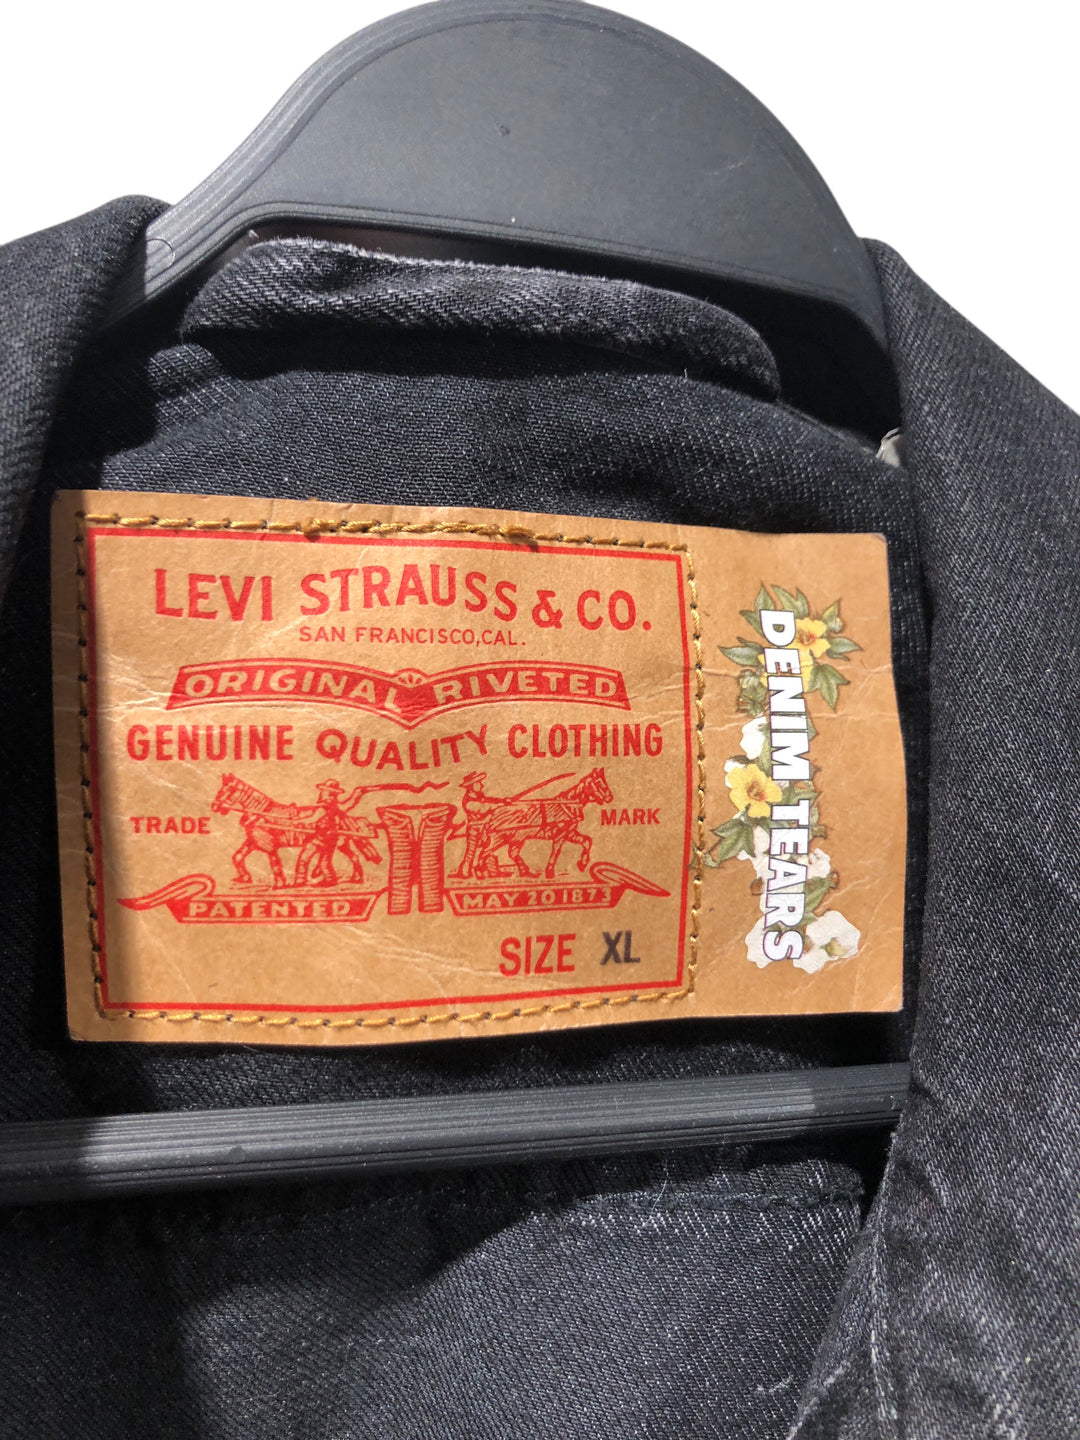 LEVI STRAUSS & CO.
SAN FRANCISCO, CAL.
ORIGINAL RIVETED
GENUINE QUALITY CLOTHING
TRADE MARK
PATENTED MAY 20 1873
SIZE XL
DENIM TEARS